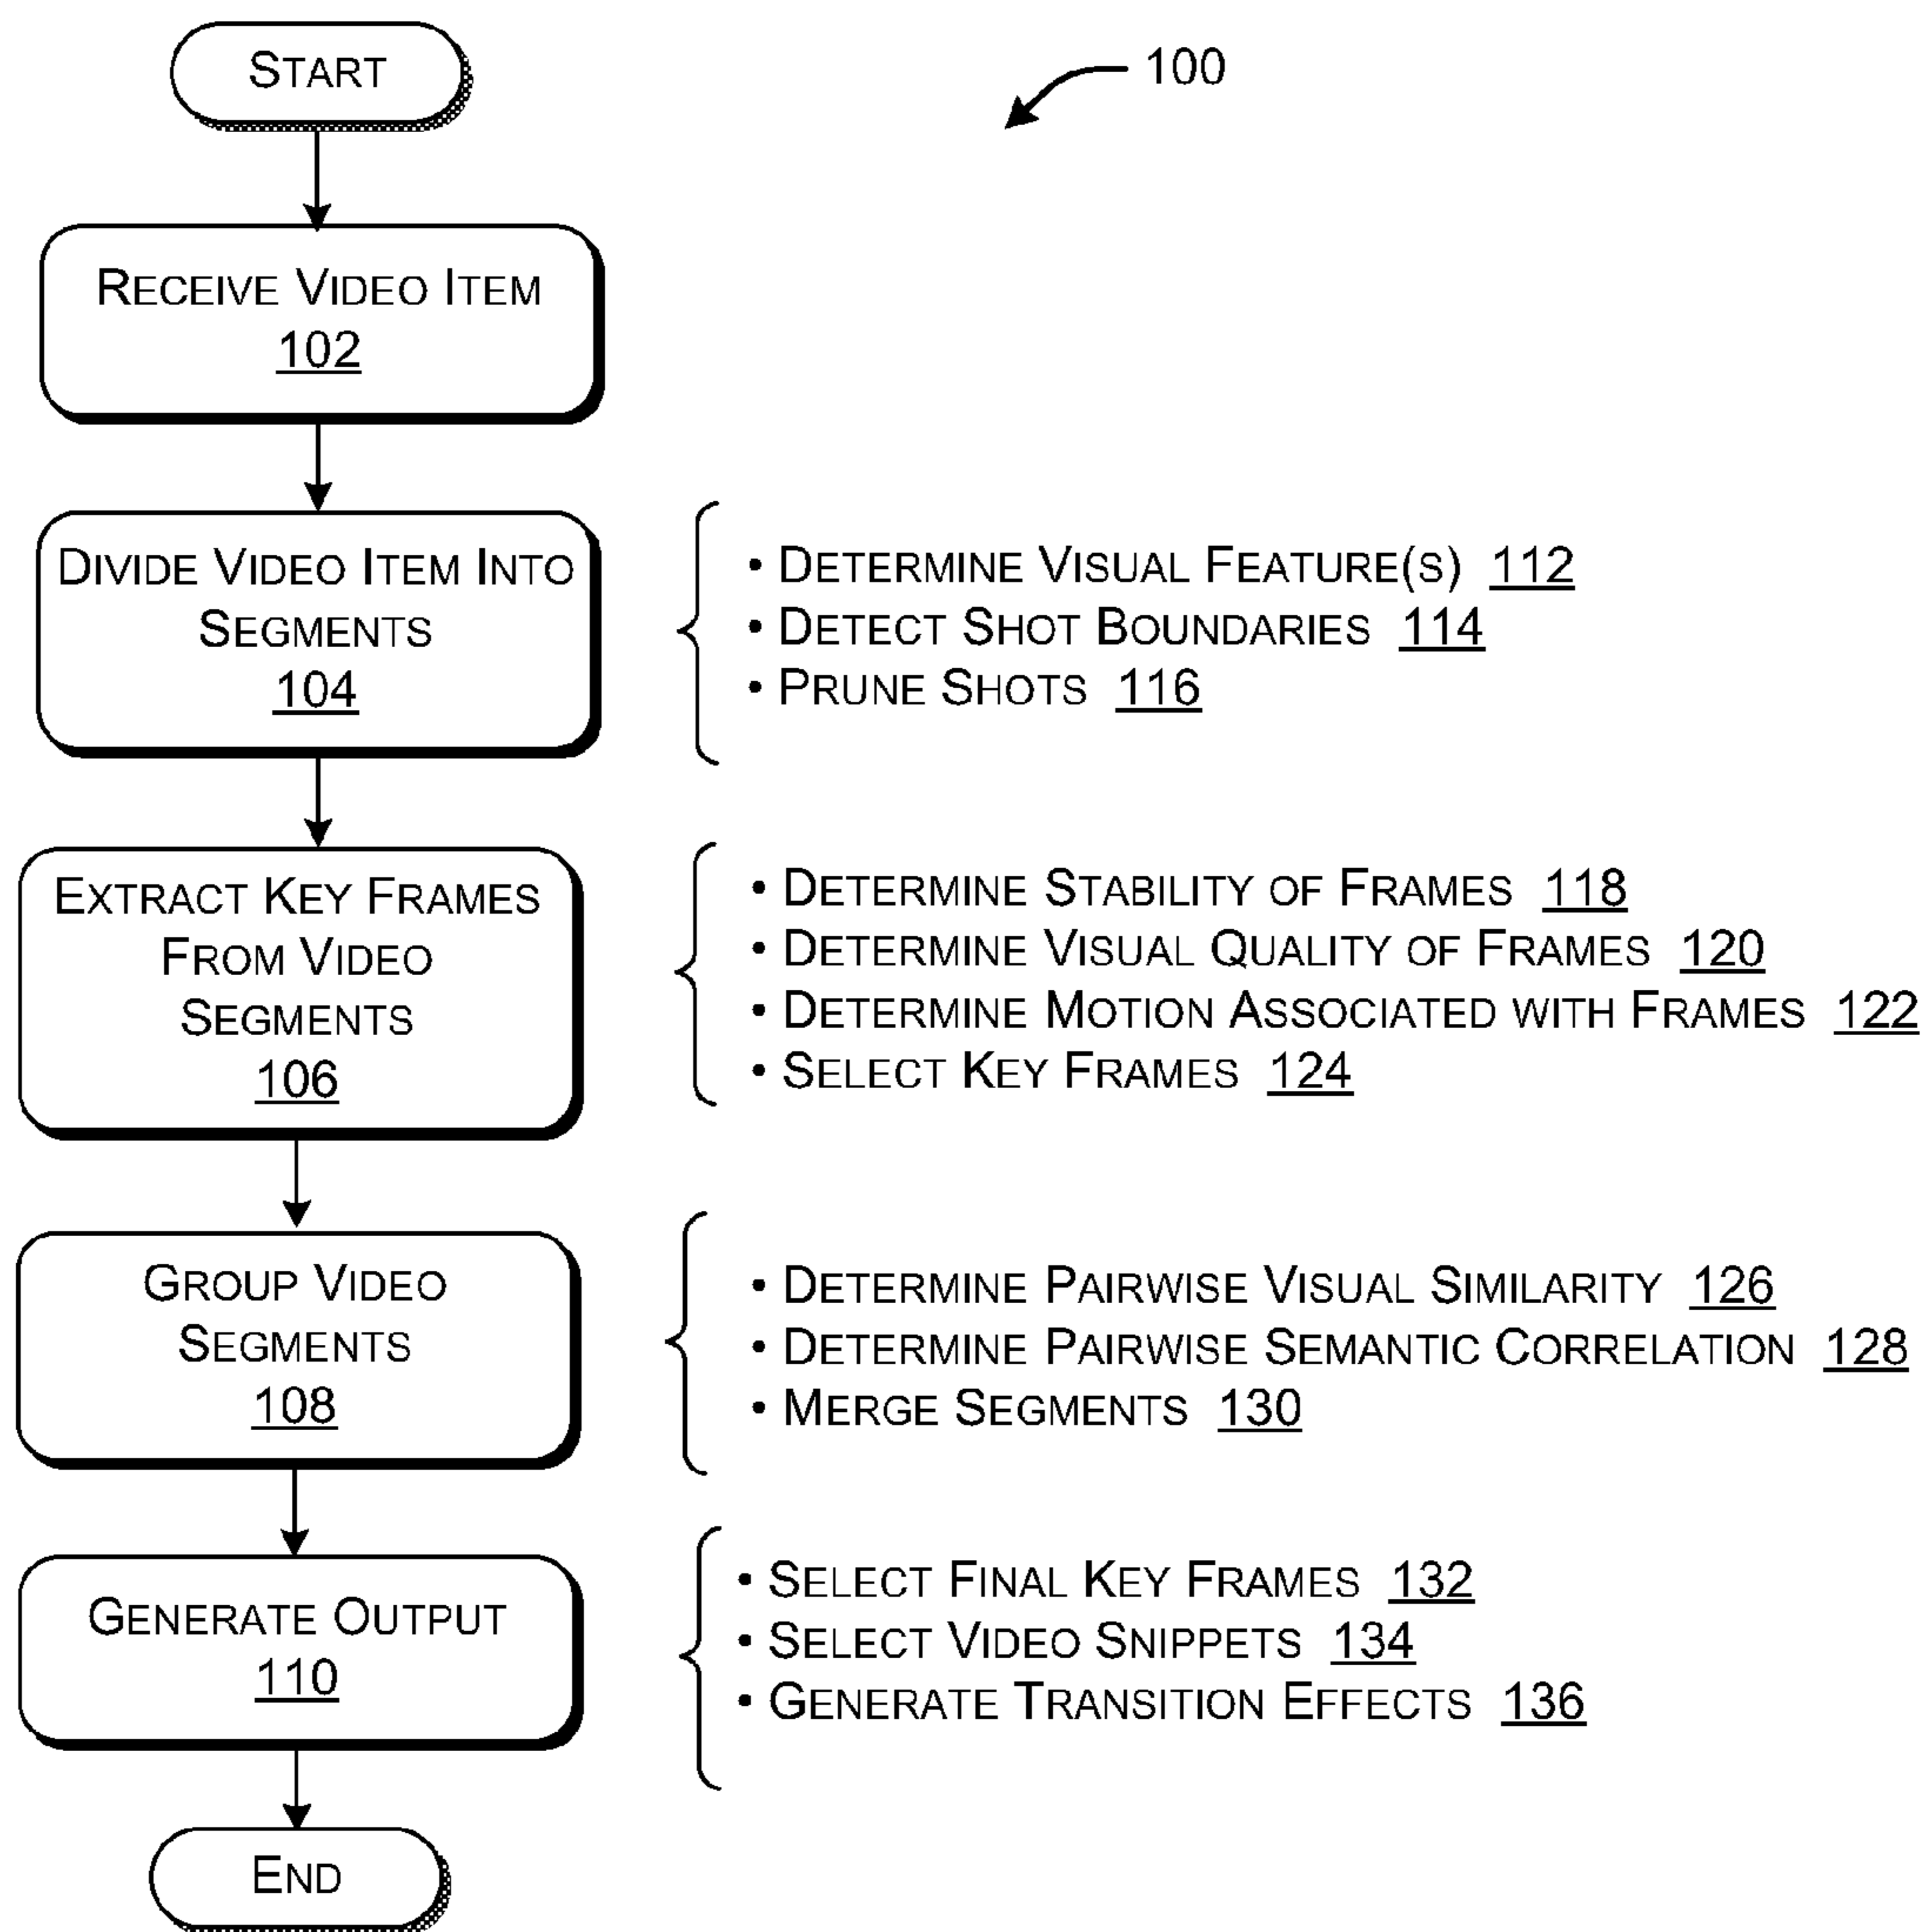 START
100
RECEIVE VIDEO ITEM
102
DIVIDE VIDEO ITEM INTO
SEGMENTS
104
• DETERMINE VISUAL FEATURE(S) 112
• DETECT SHOT BOUNDARIES 114
• PRUNE SHOTS 116
EXTRACT KEY FRAMES
FROM VIDEO
SEGMENTS
106
• DETERMINE STABILITY OF FRAMES 118
• DETERMINE VISUAL QUALITY OF FRAMES 120
• DETERMINE MOTION ASSOCIATED WITH FRAMES 122
• SELECT KEY FRAMES 124
GROUP VIDEO
SEGMENTS
108
• DETERMINE PAIRWISE VISUAL SIMILARITY 126
• DETERMINE PAIRWISE SEMANTIC CORRELATION 128
• MERGE SEGMENTS 130
GENERATE OUTPUT
110
• SELECT FINAL KEY FRAMES 132
• SELECT VIDEO SNIPPETS 134
• GENERATE TRANSITION EFFECTS 136
END